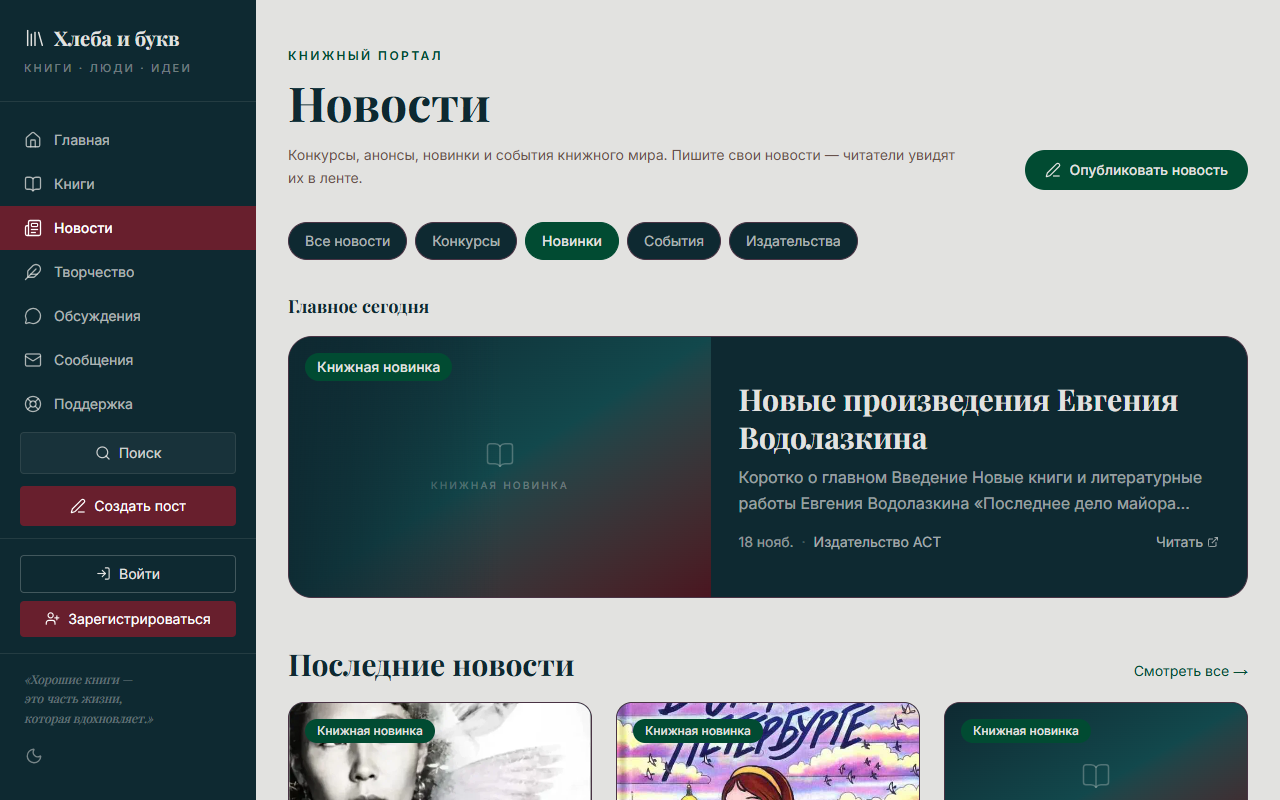 Хлеба и букв
КНИГИ · ЛЮДИ · ИДЕИ
Главная
Книги
Новости
Творчество
Обсуждения
Сообщения
Поддержка
Поиск
Создать пост
Войти
Зарегистрироваться
«Хорошие книги —
это часть жизни,
которая вдохновляет.»
КНИЖНЫЙ ПОРТАЛ
Новости
Конкурсы, анонсы, новинки и события книжного мира. Пишите свои новости — читатели увидят
их в ленте.
Опубликовать новость
Все новости
Конкурсы
Новинки
События
Издательства
Главное сегодня
Книжная новинка
КНИЖНАЯ НОВИНКА
Новые произведения Евгения
Водолазкина
Коротко о главном Введение Новые книги и литературные
работы Евгения Водолазкина «Последнее дело майора...
18 нояб. · Издательство АСТ
Читать
Последние новости
Смотреть все →
Книжная новинка
Книжная новинка
ПЕТЕРБУРГЕ
Книжная новинка